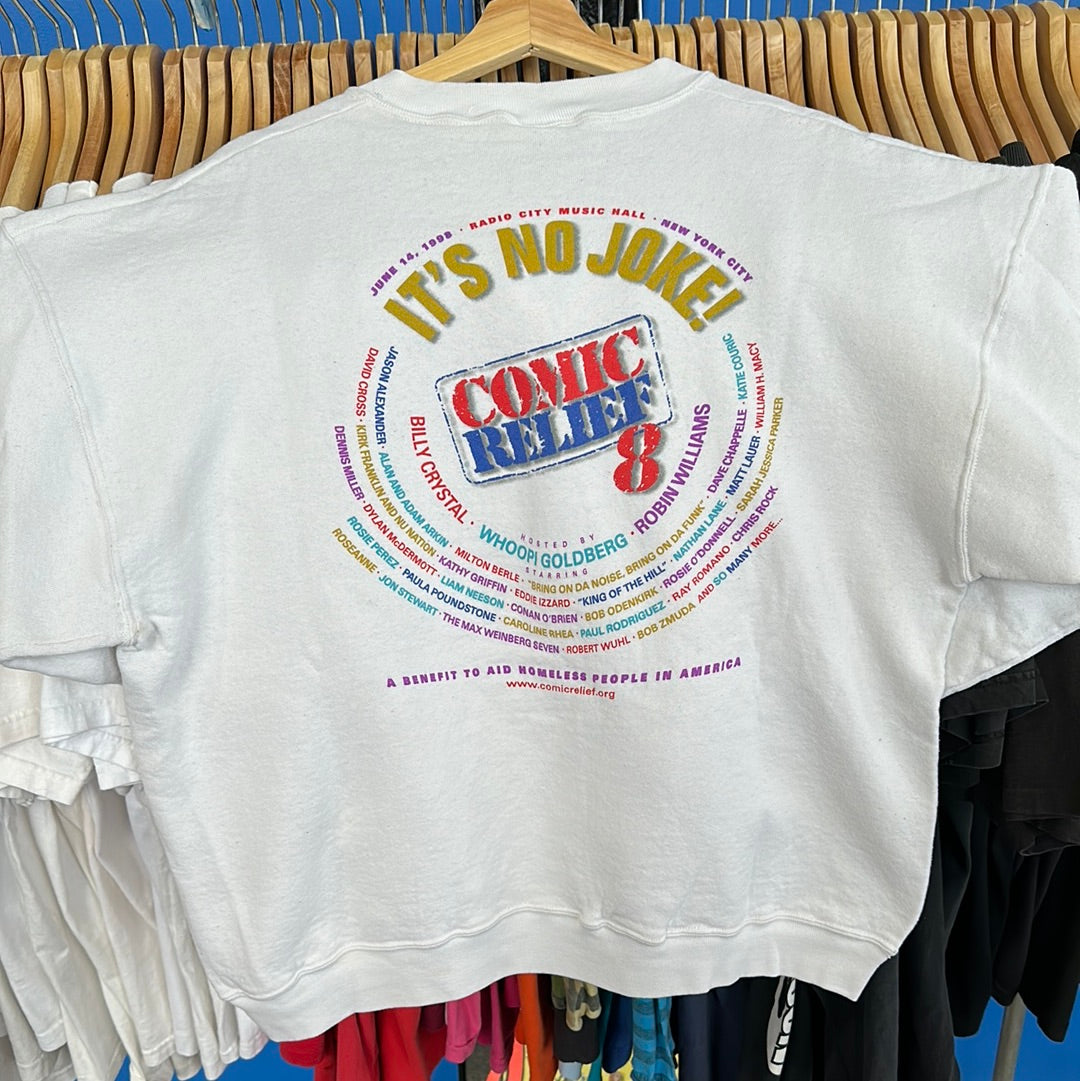 JUNE 14, 1998 · RADIO CITY MUSIC HALL · NEW YORK CITY
IT'S NO JOKE!
COMIC
RELIEF
8
HOSTED BY
BILLY CRYSTAL · WHOOPI GOLDBERG · ROBIN WILLIAMS
STARRING
JASON ALEXANDER · ALAN AND ADAM ARKIN · MILTON BERLE · "BRING ON DA NOISE, BRING ON DA FUNK" · DAVE CHAPPELLE · KATIE COURIC
DAVID CROSS · KIRK FRANKLIN AND NU NATION · KATHY GRIFFIN · EDDIE IZZARD · "KING OF THE HILL" · NATHAN LANE · MATT LAUER · WILLIAM H. MACY
DENNIS MILLER · DYLAN McDERMOTT · LIAM NEESON · CONAN O'BRIEN · BOB ODENKIRK · ROSIE O'DONNELL · SARAH JESSICA PARKER
ROSIE PEREZ · PAULA POUNDSTONE · CAROLINE RHEA · PAUL RODRIGUEZ · RAY ROMANO · CHRIS ROCK
ROSEANNE · JON STEWART · THE MAX WEINBERG SEVEN · ROBERT WUHL · BOB ZMUDA AND SO MANY MORE...
A BENEFIT TO AID HOMELESS PEOPLE IN AMERICA
www.comicrelief.org